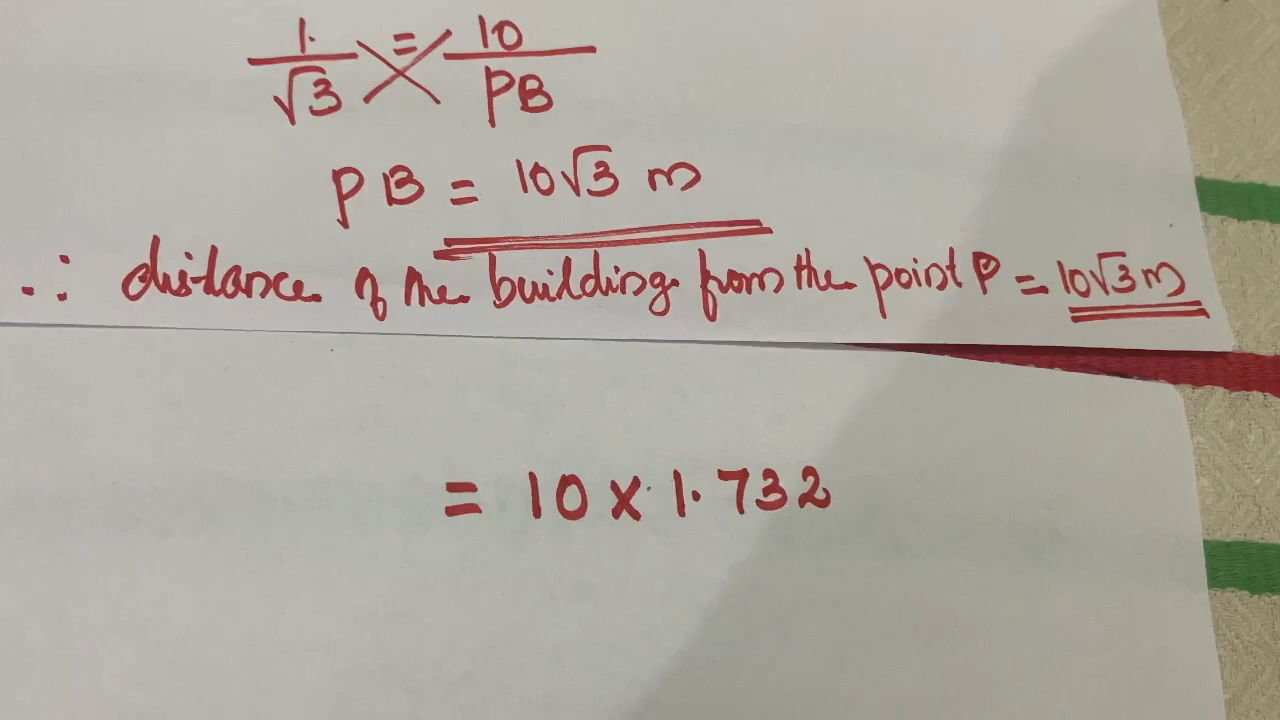 1/√3 = 10/PB
PB = 10√3 m
∴ distance of the building from the point P = 10√3 m
= 10 × 1.732